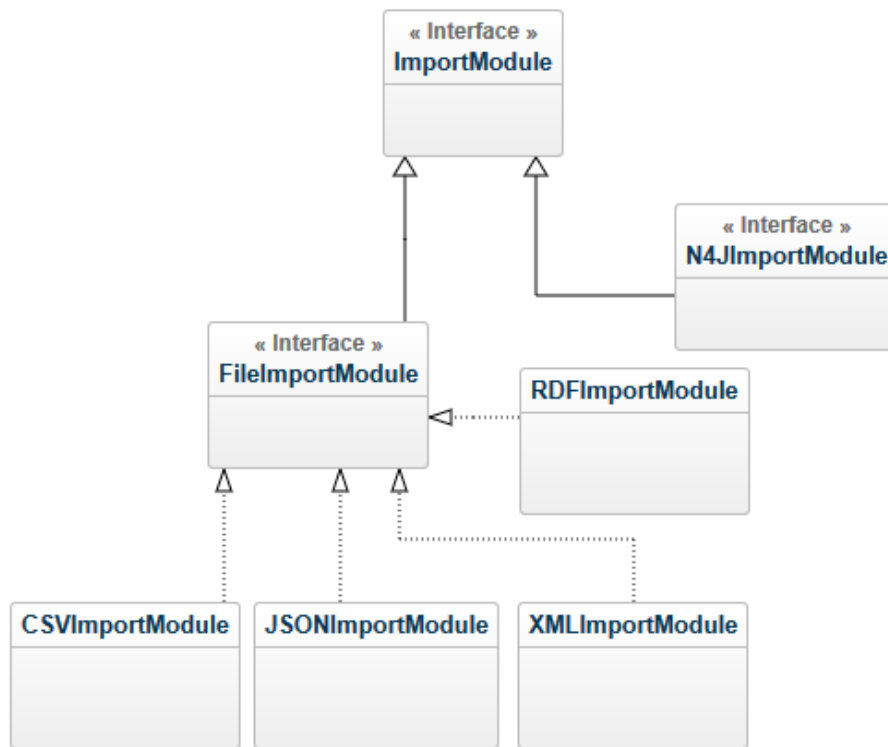 « Interface »
ImportModule
« Interface »
N4JImportModule
« Interface »
FileImportModule
RDFImportModule
CSVImportModule
JSONImportModule
XMLImportModule